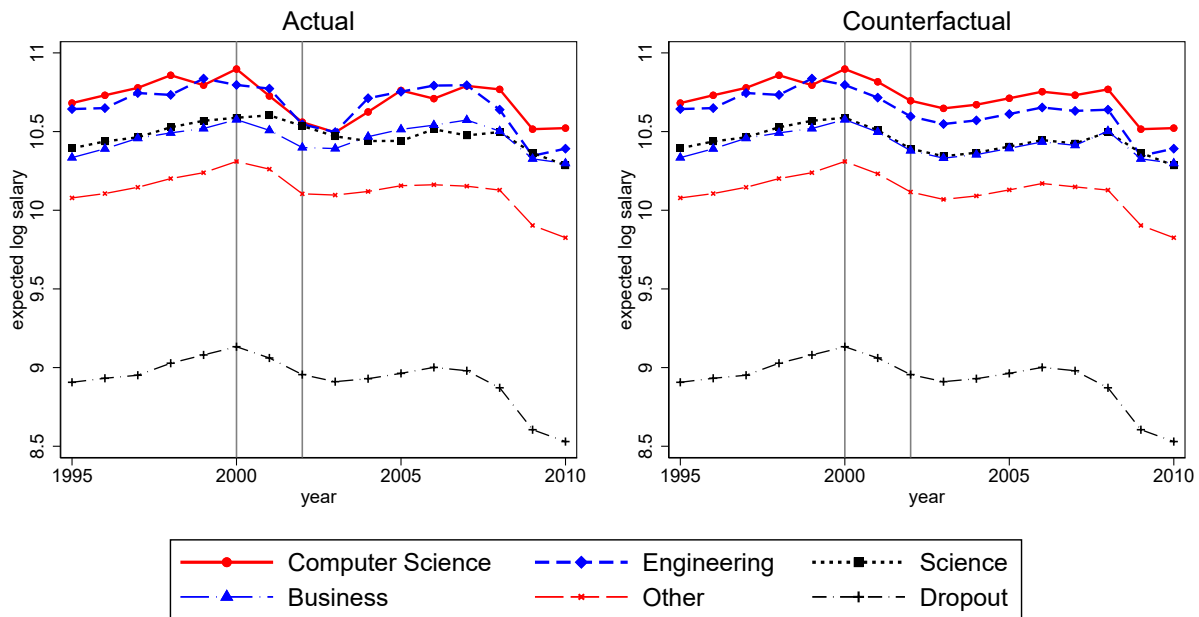 Actual
Counterfactual
expected log salary
11
10.5
10
9.5
9
8.5
1995
2000
2005
2010
year
expected log salary
11
10.5
10
9.5
9
8.5
1995
2000
2005
2010
year
Computer Science
Engineering
Science
Business
Other
Dropout